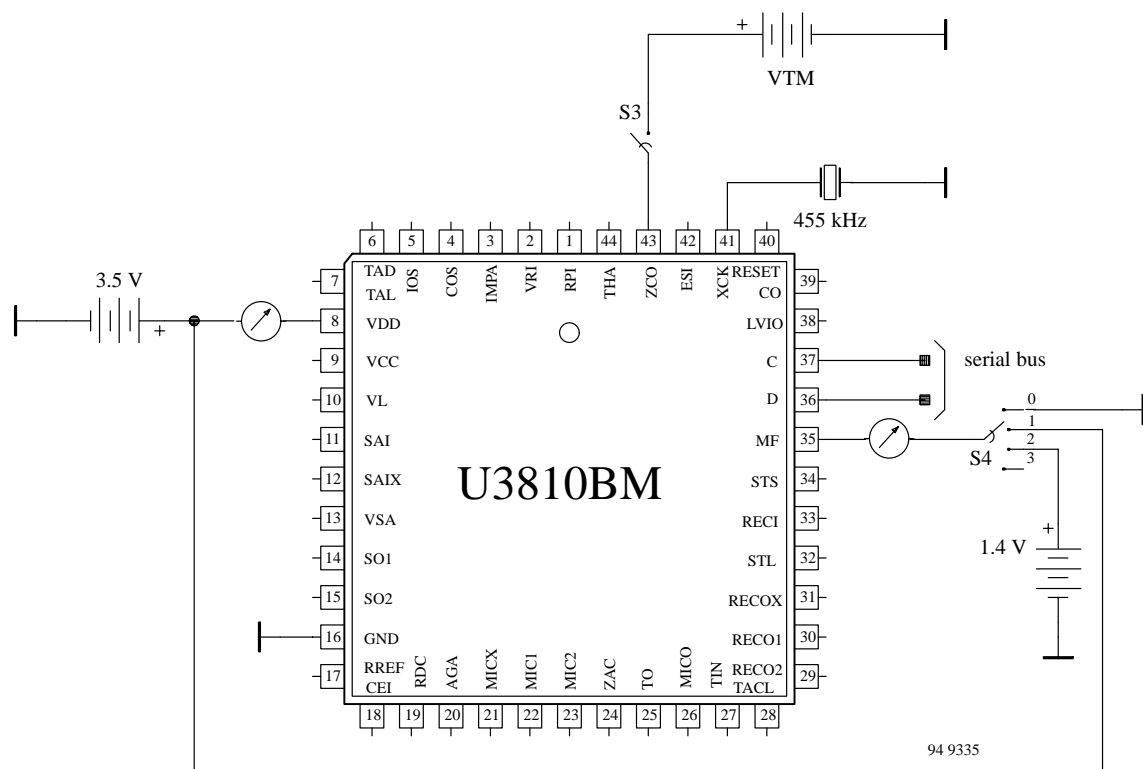 +
VTM
S3
455 kHz
6 5 4 3 2 1 44 43 42 41 40
TAD IOS COS IMPA VRI RPI THA ZCO ESI XCK RESET
3.5 V
+
7 TAL CO 39
8 VDD LVIO 38
9 VCC C 37
serial bus
10 VL D 36
0
1
2
3
S4
11 SAI MF 35
12 SAIX STS 34
U3810BM
13 VSA RECI 33
+
1.4 V
14 SO1 STL 32
15 SO2 RECOX 31
16 GND RECO1 30
17 RREF RECO2 29
CEI RDC AGA MICX MIC1 MIC2 ZAC TO MICO TIN TACL
18 19 20 21 22 23 24 25 26 27 28
94 9335